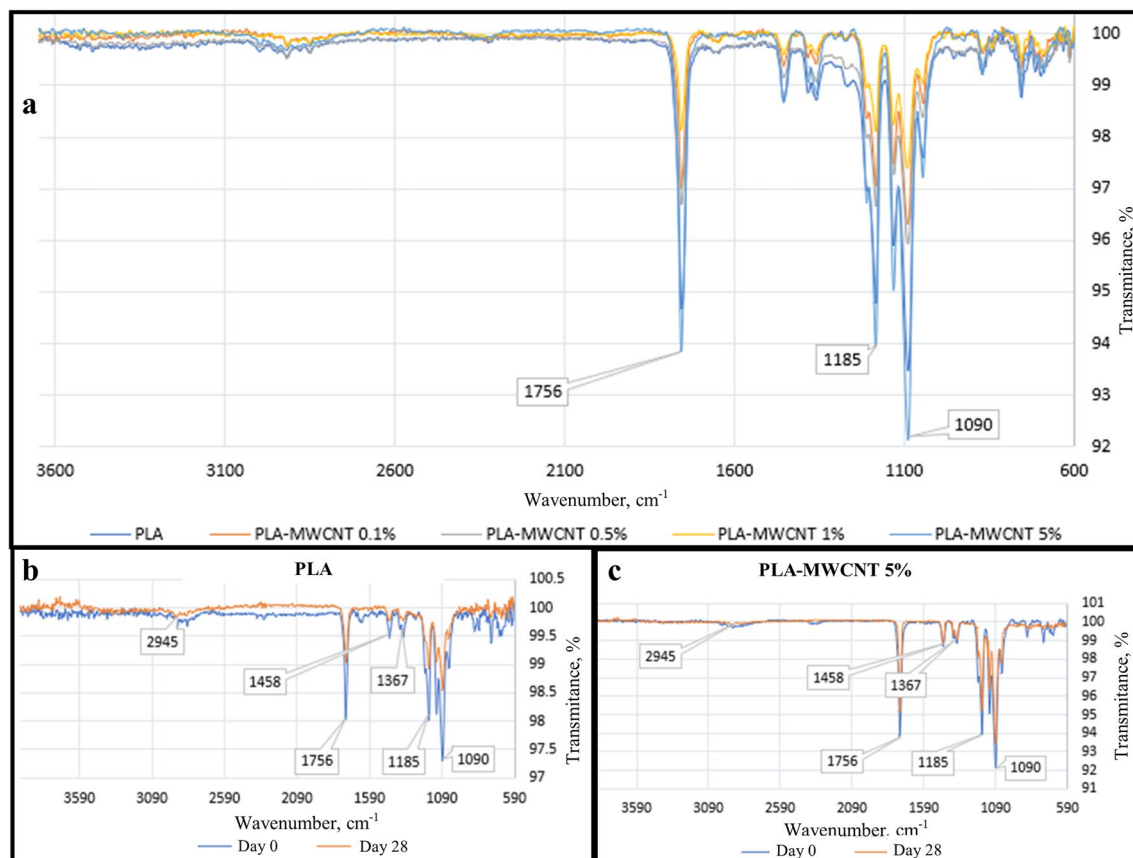 a
100
99
98
97
96
95
94
93
92
Transmitance, %
1756
1185
1090
3600 3100 2600 2100 1600 1100 600
Wavenumber, cm-1
PLA PLA-MWCNT 0.1% PLA-MWCNT 0.5% PLA-MWCNT 1% PLA-MWCNT 5%
b
PLA
100.5
100
99.5
99
98.5
98
97.5
97
Transmitance, %
2945
1458
1367
1756
1185
1090
3590 3090 2590 2090 1590 1090 590
Wavenumber, cm-1
Day 0 Day 28
c
PLA-MWCNT 5%
101
100
99
98
97
96
95
94
93
92
91
Transmitance, %
2945
1458
1367
1756
1185
1090
3590 3090 2590 2090 1590 1090 590
Wavenumber, cm-1
Day 0 Day 28